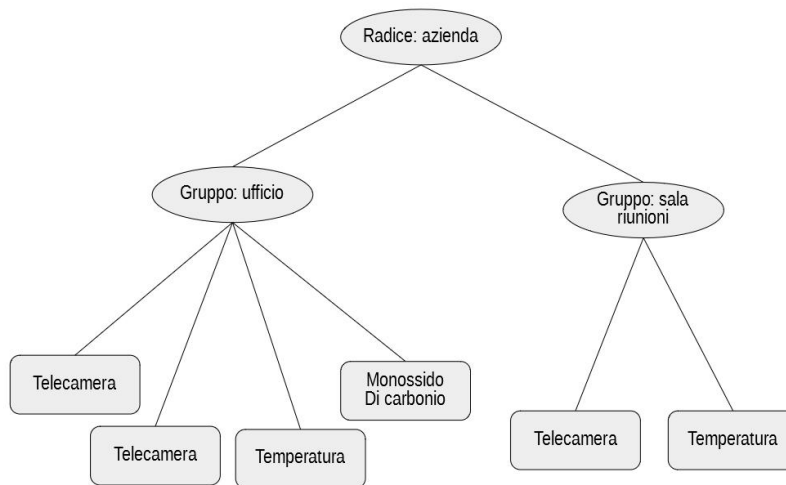 Radice: azienda
Gruppo: ufficio
Gruppo: sala
riunioni
Telecamera
Monossido
Di carbonio
Telecamera
Temperatura
Telecamera
Temperatura